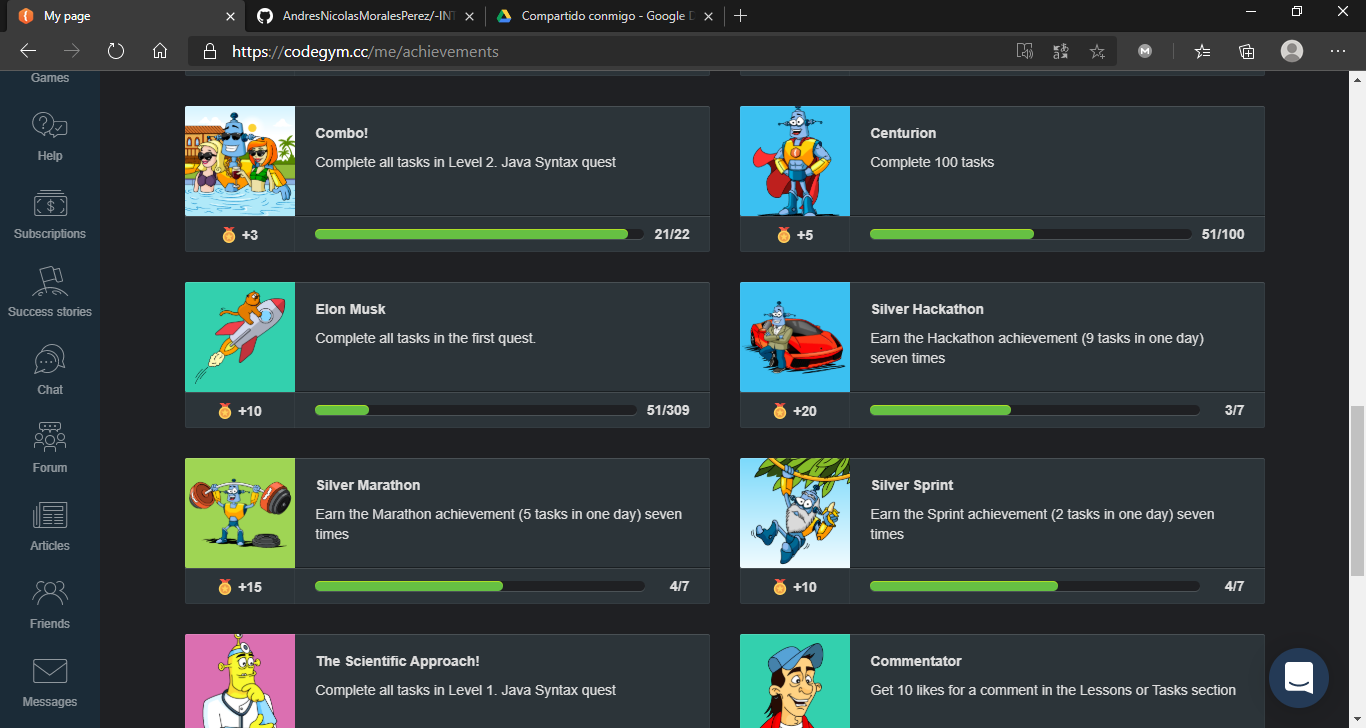 My page
AndresNicolasMoralesPerez/-INT
Compartido conmigo - Google D
https://codegym.cc/me/achievements
M
Games
Help
Subscriptions
Success stories
Chat
Forum
Articles
Friends
Messages
Combo!
Complete all tasks in Level 2. Java Syntax quest
+3
21/22
Centurion
Complete 100 tasks
+5
51/100
Elon Musk
Complete all tasks in the first quest.
+10
51/309
Silver Hackathon
Earn the Hackathon achievement (9 tasks in one day)
seven times
+20
3/7
Silver Marathon
Earn the Marathon achievement (5 tasks in one day) seven
times
+15
4/7
Silver Sprint
Earn the Sprint achievement (2 tasks in one day) seven
times
+10
4/7
The Scientific Approach!
Complete all tasks in Level 1. Java Syntax quest
Commentator
Get 10 likes for a comment in the Lessons or Tasks section